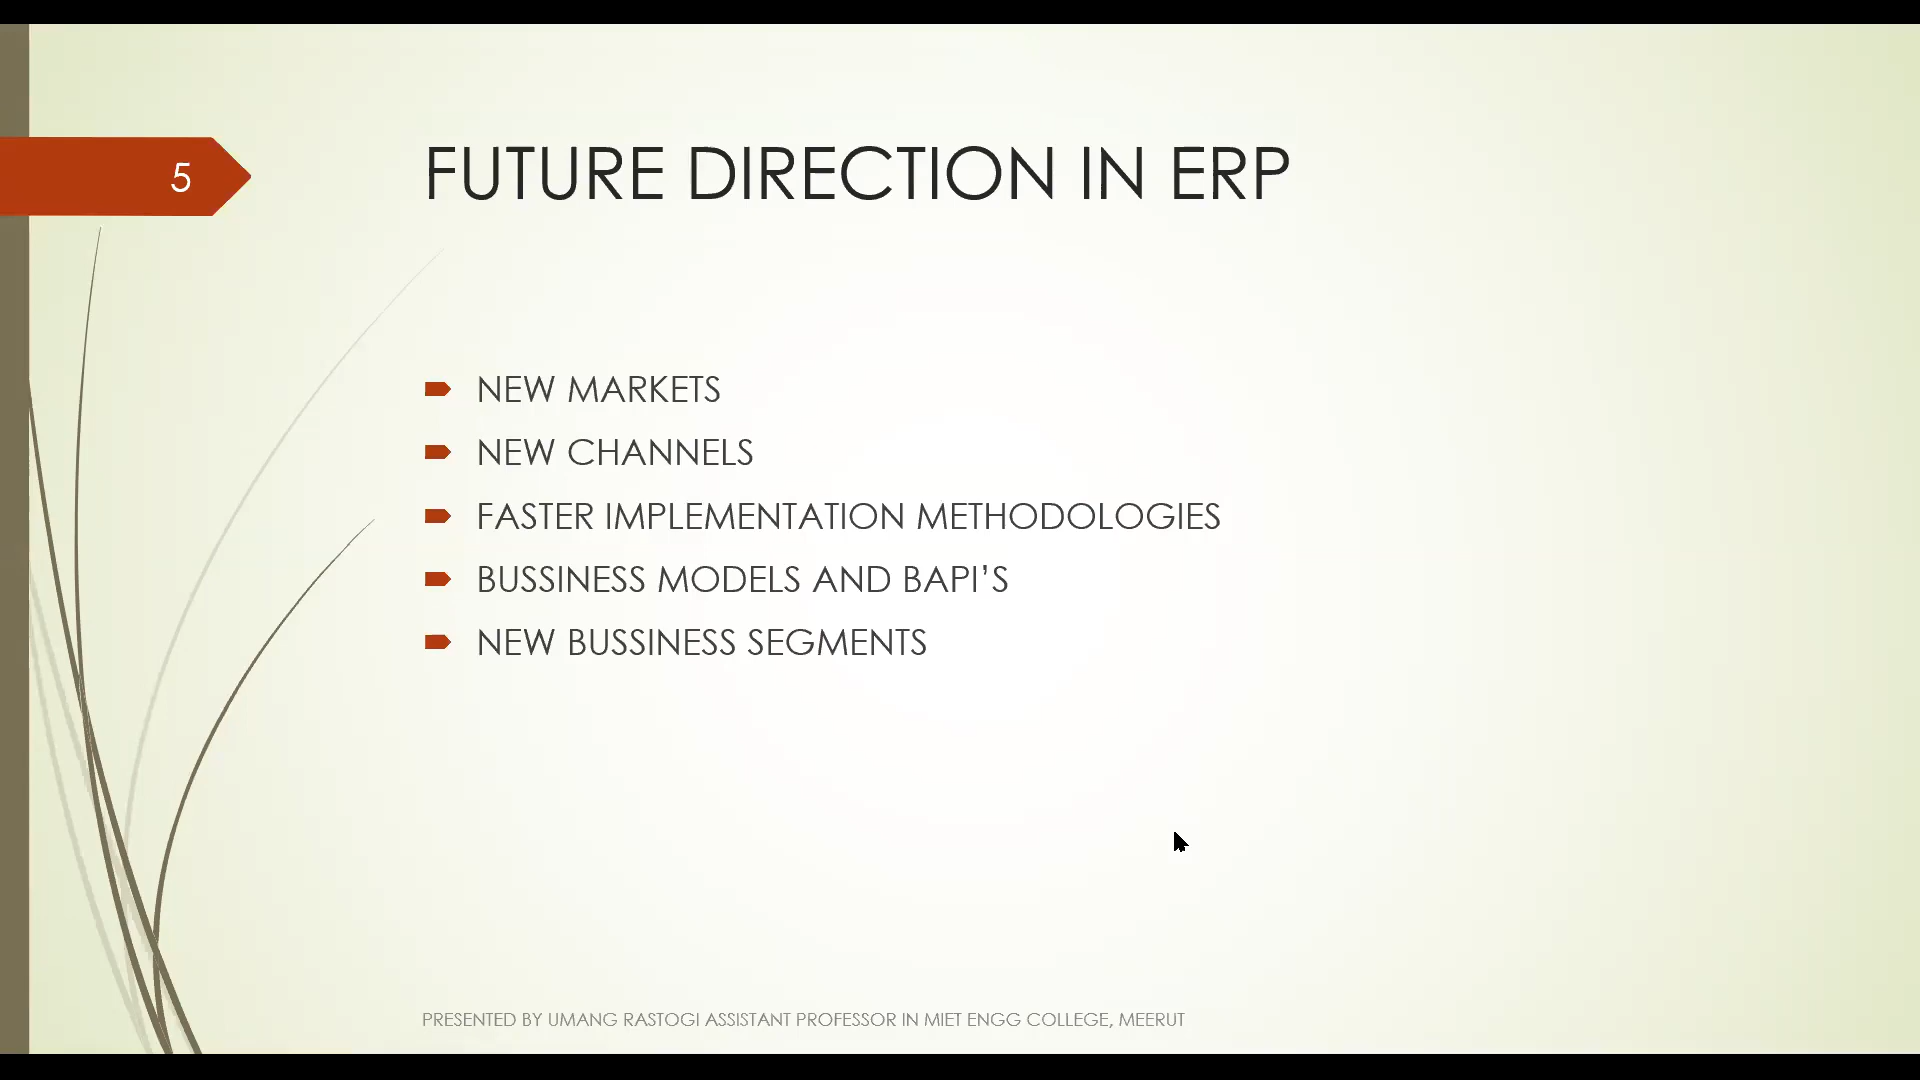 5
FUTURE DIRECTION IN ERP
NEW MARKETS
NEW CHANNELS
FASTER IMPLEMENTATION METHODOLOGIES
BUSSINESS MODELS AND BAPI’S
NEW BUSSINESS SEGMENTS
PRESENTED BY UMANG RASTOGI ASSISTANT PROFESSOR IN MIET ENGG COLLEGE, MEERUT